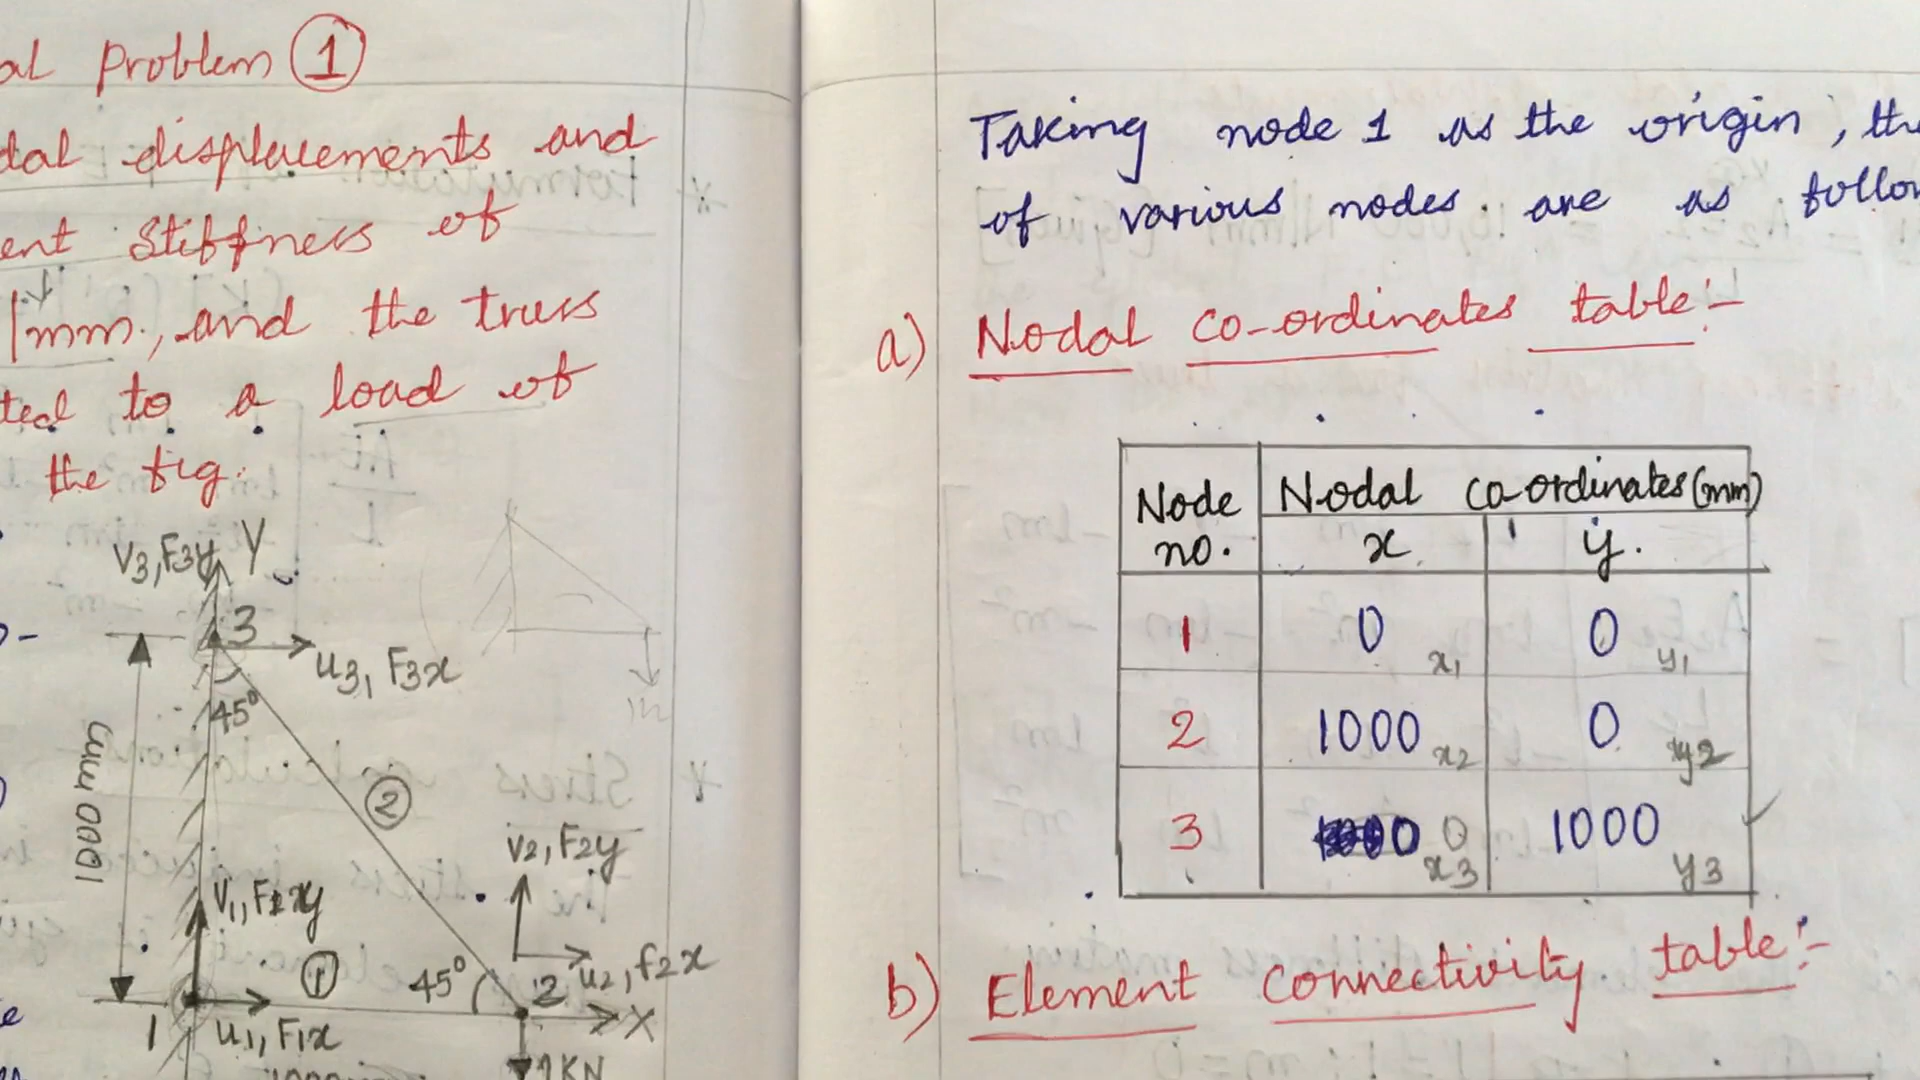 al Problem 1
dal displacements and
ent Stiffness of
/mm., and the truss
ted to a load of
the fig.
V3,F3y Y
3
u3, F3x
45°
1000mm
2
V2,F2y
V1,
1
45°
2 u2,f2x
X
1 u1,F1x
1KN
Taking node 1 as the origin, the
of various nodes. are as follow
a) Nodal co-ordinates table:-
Node no. Nodal co-ordinates(mm)
x y.
1 0 x1 0 y1
2 1000 x2 0 y2
3 0 x3 1000 y3
b) Element connectivity table:-